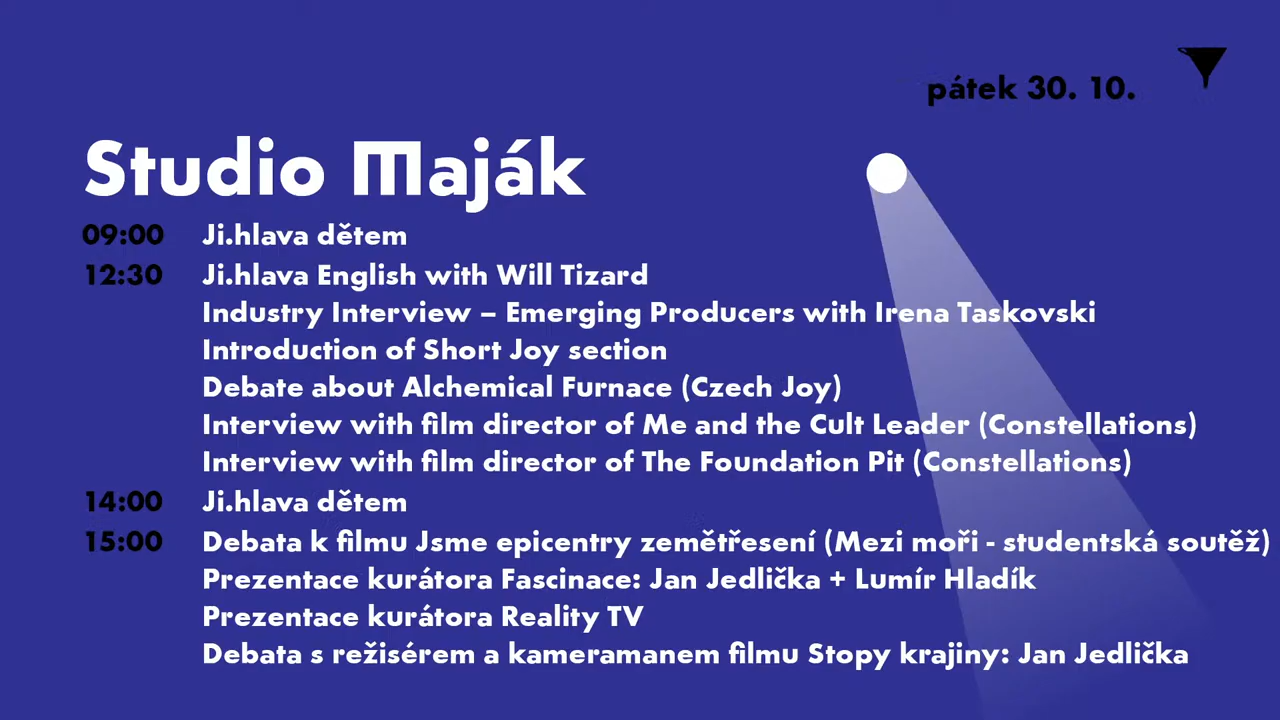 pátek 30. 10.
Studio Maják
09:00 Ji.hlava dětem
12:30 Ji.hlava English with Will Tizard
Industry Interview – Emerging Producers with Irena Taskovski
Introduction of Short Joy section
Debate about Alchemical Furnace (Czech Joy)
Interview with film director of Me and the Cult Leader (Constellations)
Interview with film director of The Foundation Pit (Constellations)
14:00 Ji.hlava dětem
15:00 Debata k filmu Jsme epicentry zemětřesení (Mezi moři - studentská soutěž)
Prezentace kurátora Fascinace: Jan Jedlička + Lumír Hladík
Prezentace kurátora Reality TV
Debata s režisérem a kameramanem filmu Stopy krajiny: Jan Jedlička